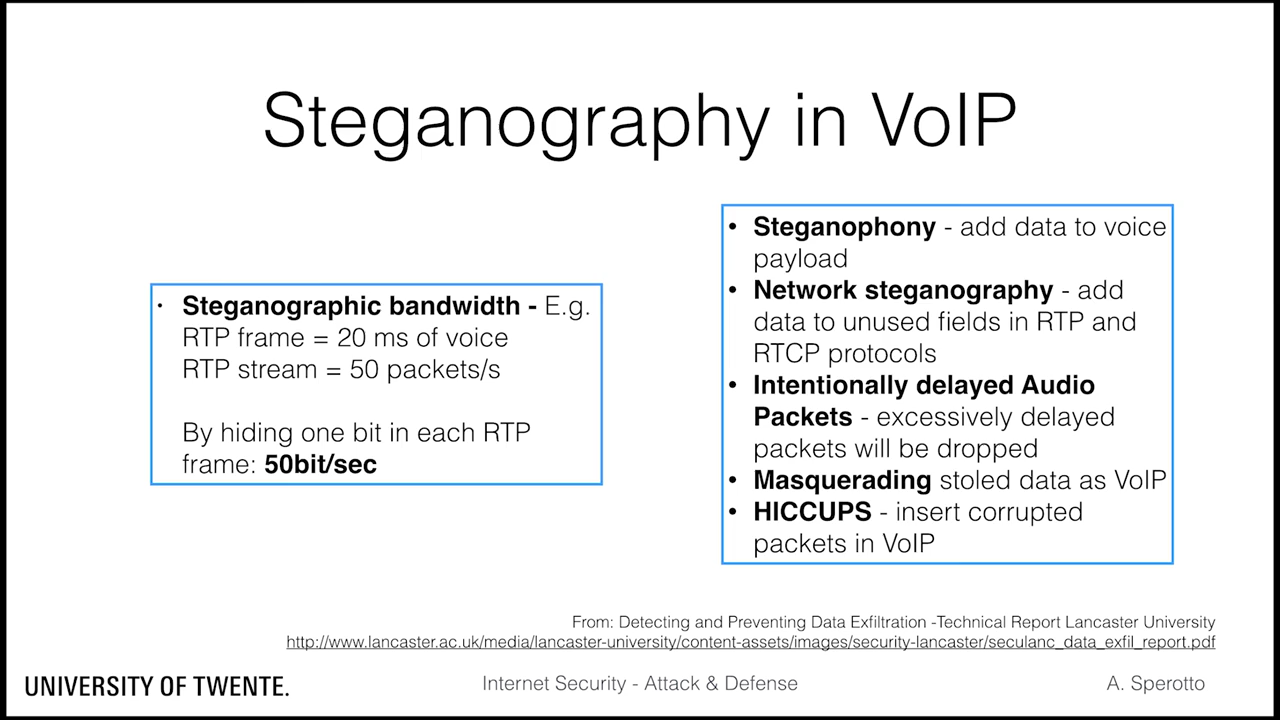 Steganography in VoIP
• Steganographic bandwidth - E.g.
RTP frame = 20 ms of voice
RTP stream = 50 packets/s
By hiding one bit in each RTP
frame: 50bit/sec
• Steganophony - add data to voice
payload
• Network steganography - add
data to unused fields in RTP and
RTCP protocols
• Intentionally delayed Audio
Packets - excessively delayed
packets will be dropped
• Masquerading stoled data as VoIP
• HICCUPS - insert corrupted
packets in VoIP
From: Detecting and Preventing Data Exfiltration -Technical Report Lancaster University
http://www.lancaster.ac.uk/media/lancaster-university/content-assets/images/security-lancaster/seculanc_data_exfil_report.pdf
UNIVERSITY OF TWENTE.
Internet Security - Attack & Defense
A. Sperotto